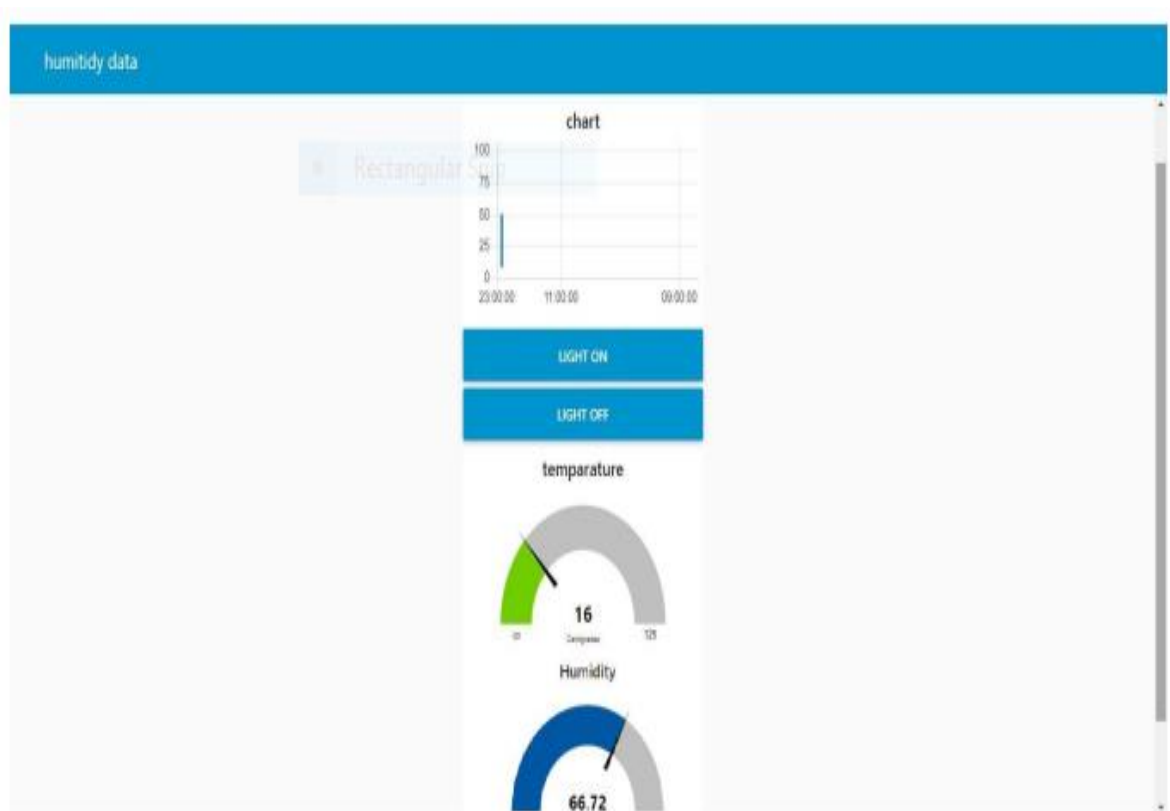 humitidy data
chart
Rectangular Snip
100
75
50
25
0
23:00:00 11:00:00 09:00:00
LIGHT ON
LIGHT OFF
temparature
16
125
Humidity
66.72